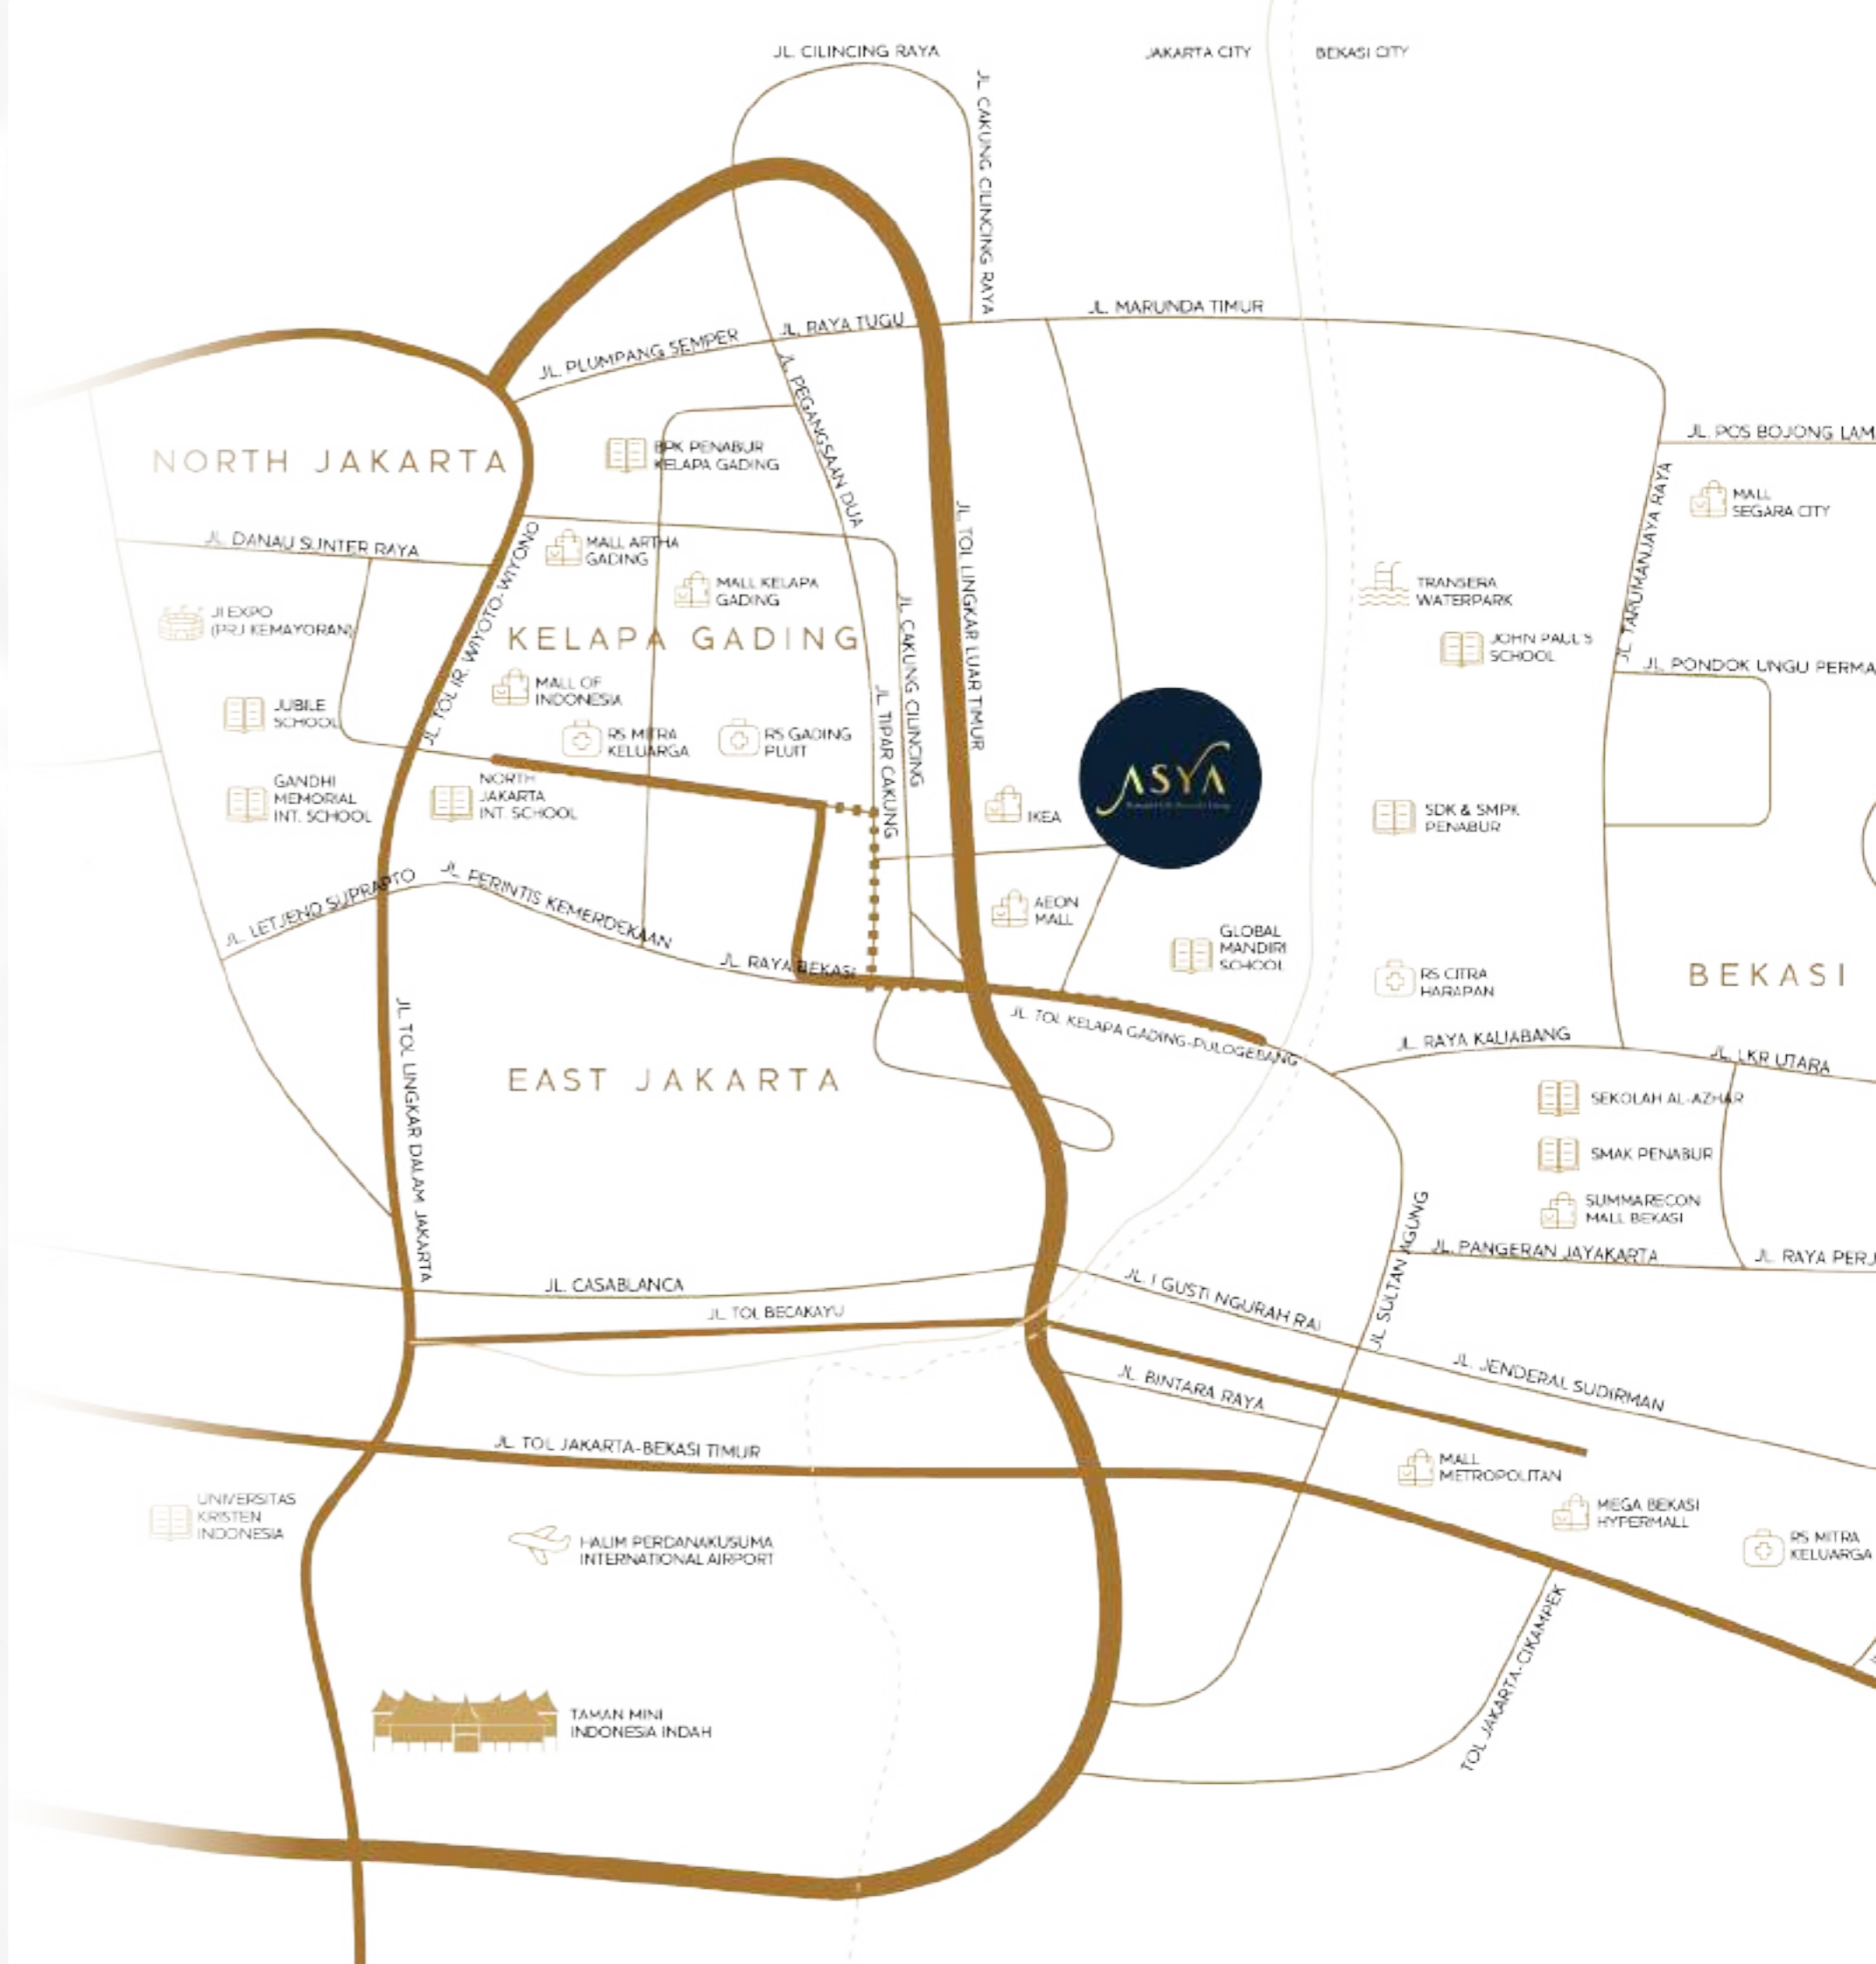 JL. CILINCING RAYA
JAKARTA CITY
BEKASI CITY
JL. CAKUNG CILINCING RAYA
JL. MARUNDA TIMUR
JL. RAYA TUGU
JL. PLUMPANG SEMPER
JL. PEGANGSAAN DUA
NORTH JAKARTA
BPK PENABUR
KELAPA GADING
JL. POS BOJONG LAM
MALL
SEGARA CITY
JL. TARUMANJAYA RAYA
JL. DANAU SUNTER RAYA
JL. TOL IR. WIYOTO-WIYONO
MALL ARTHA
GADING
MALL KELAPA
GADING
JL. TOL LINGKAR LUAR TIMUR
JL. CAKUNG CILINCING
TRANSERA
WATERPARK
JI EXPO
(PRJ KEMAYORAN)
KELAPA GADING
JOHN PAUL'S
SCHOOL
JL. PONDOK UNGU PERMA
MALL OF
INDONESIA
JL. TIPAR CAKUNG
JUBILE
SCHOOL
RS MITRA
KELUARGA
RS GADING
PLUIT
ASYA
GANDHI
MEMORIAL
INT. SCHOOL
NORTH
JAKARTA
INT. SCHOOL
IKEA
SDK & SMPK
PENABUR
JL. LETJEND SUPRAPTO
JL. PERINTIS KEMERDEKAAN
AEON
MALL
GLOBAL
MANDIRI
SCHOOL
JL. RAYA BEKASI
RS CITRA
HARAPAN
BEKASI
JL. TOL KELAPA GADING-PULOGEBANG
JL. RAYA KALIABANG
JL. LKR UTARA
JL. TOL LINGKAR DALAM JAKARTA
EAST JAKARTA
SEKOLAH AL-AZHAR
SMAK PENABUR
SUMMARECON
MALL BEKASI
JL. SULTAN AGUNG
JL. PANGERAN JAYAKARTA
JL. RAYA PERJ
JL. CASABLANCA
JL. I GUSTI NGURAH RAI
JL. TOL BECAKAYU
JL. BINTARA RAYA
JL. JENDERAL SUDIRMAN
JL. TOL JAKARTA-BEKASI TIMUR
MALL
METROPOLITAN
UNIVERSITAS
KRISTEN
INDONESIA
HALIM PERDANAKUSUMA
INTERNATIONAL AIRPORT
MEGA BEKASI
HYPERMALL
RS MITRA
KELUARGA
TOL JAKARTA-CIKAMPEK
TAMAN MINI
INDONESIA INDAH